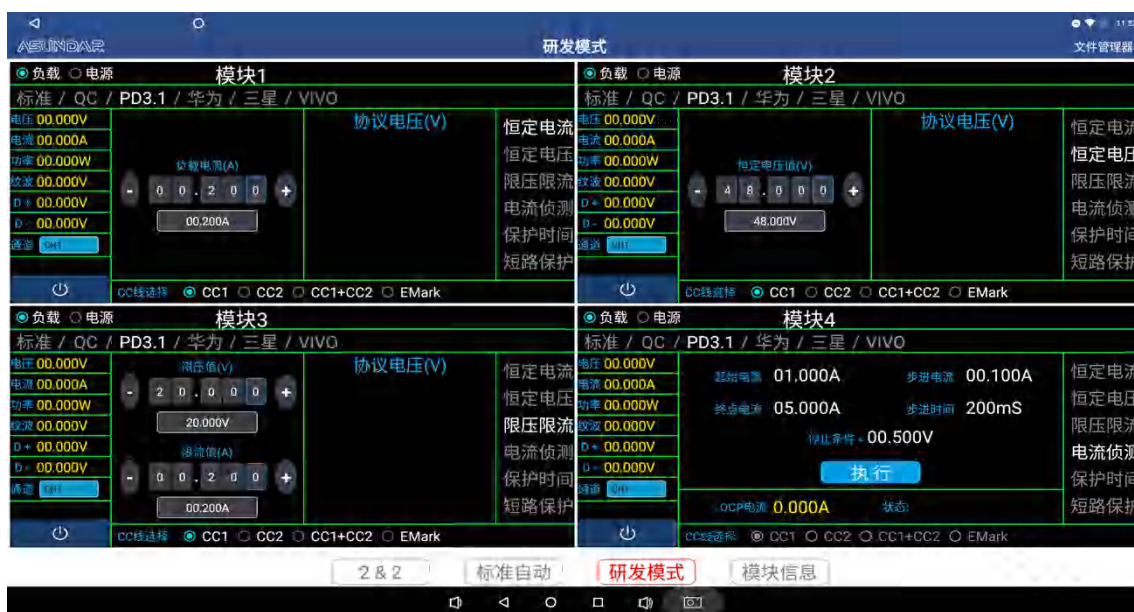 11:5
ASUNDAR
研发模式
文件管理器
负载 电源
模块1
标准 / QC / PD3.1 / 华为 / 三星 / VIVO
电压 00.000V
电流 00.000A
功率 00.000W
纹波 00.000V
D+ 00.000V
D- 00.000V
通道 CH1
负载电流(A)
- 0 0 . 2 0 0 +
00.200A
协议电压(V)
恒定电流
恒定电压
限压限流
电流侦测
保护时间
短路保护
CC线选择 CC1 CC2 CC1+CC2 EMark
负载 电源
模块2
标准 / QC / PD3.1 / 华为 / 三星 / VIVO
电压 00.000V
电流 00.000A
功率 00.000W
纹波 00.000V
D+ 00.000V
D- 00.000V
通道 CH1
恒定电压值(V)
- 4 8 . 0 0 0 +
48.000V
协议电压(V)
恒定电流
恒定电压
限压限流
电流侦测
保护时间
短路保护
CC线选择 CC1 CC2 CC1+CC2 EMark
负载 电源
模块3
标准 / QC / PD3.1 / 华为 / 三星 / VIVO
电压 00.000V
电流 00.000A
功率 00.000W
纹波 00.000V
D+ 00.000V
D- 00.000V
通道 CH1
限压值(V)
- 2 0 . 0 0 0 +
20.000V
限流值(A)
- 0 0 . 2 0 0 +
00.200A
协议电压(V)
恒定电流
恒定电压
限压限流
电流侦测
保护时间
短路保护
CC线选择 CC1 CC2 CC1+CC2 EMark
负载 电源
模块4
标准 / QC / PD3.1 / 华为 / 三星 / VIVO
电压 00.000V
电流 00.000A
功率 00.000W
纹波 00.000V
D+ 00.000V
D- 00.000V
通道 CH1
起始电流 01.000A 步进电流 00.100A
终点电流 05.000A 步进时间 200mS
停止条件 00.500V
执行
OCP电流 0.000A 状态:
恒定电流
恒定电压
限压限流
电流侦测
保护时间
短路保护
CC线选择 CC1 CC2 CC1+CC2 EMark
2 & 2 标准自动 研发模式 模块信息